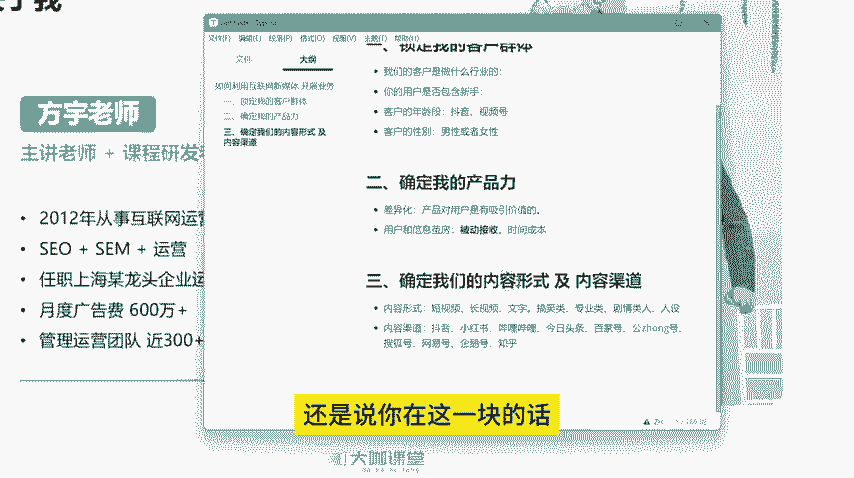 方宇老师
主讲老师 + 课程研发
• 2012年从事互联网运营
• SEO + SEM + 运营
• 任职上海某龙头企业运
• 月度广告费 600万+
• 管理运营团队 近300+
文件(F) 编辑(E) 段落(P) 格式(O) 视图(V) 主题(T) 帮助(H)
文件 大纲
如何利用互联网新媒体 开展业务
一、锁定我的客户群体
二、确定我的产品力
三、确定我们的内容形式 及
内容渠道
一、锁定我的客户群体
• 我们的客户是做什么行业的：
• 你的用户是否包含新手：
• 客户的年龄段：抖音、视频号
• 客户的性别：男性或者女性
二、确定我的产品力
• 差异化：产品对用户是有吸引价值的。
• 用户和信息茧房：被动接收，时间成本
三、确定我们的内容形式 及 内容渠道
• 内容形式：短视频、长视频、文字。搞笑类、专业类、剧情类人、人设
• 内容渠道：抖音、小红书、哔哩哔哩、今日头条、百家号、公zhong号、
搜狐号、网易号、企鹅号、知乎
还是说你在这一块的话
大咖课堂